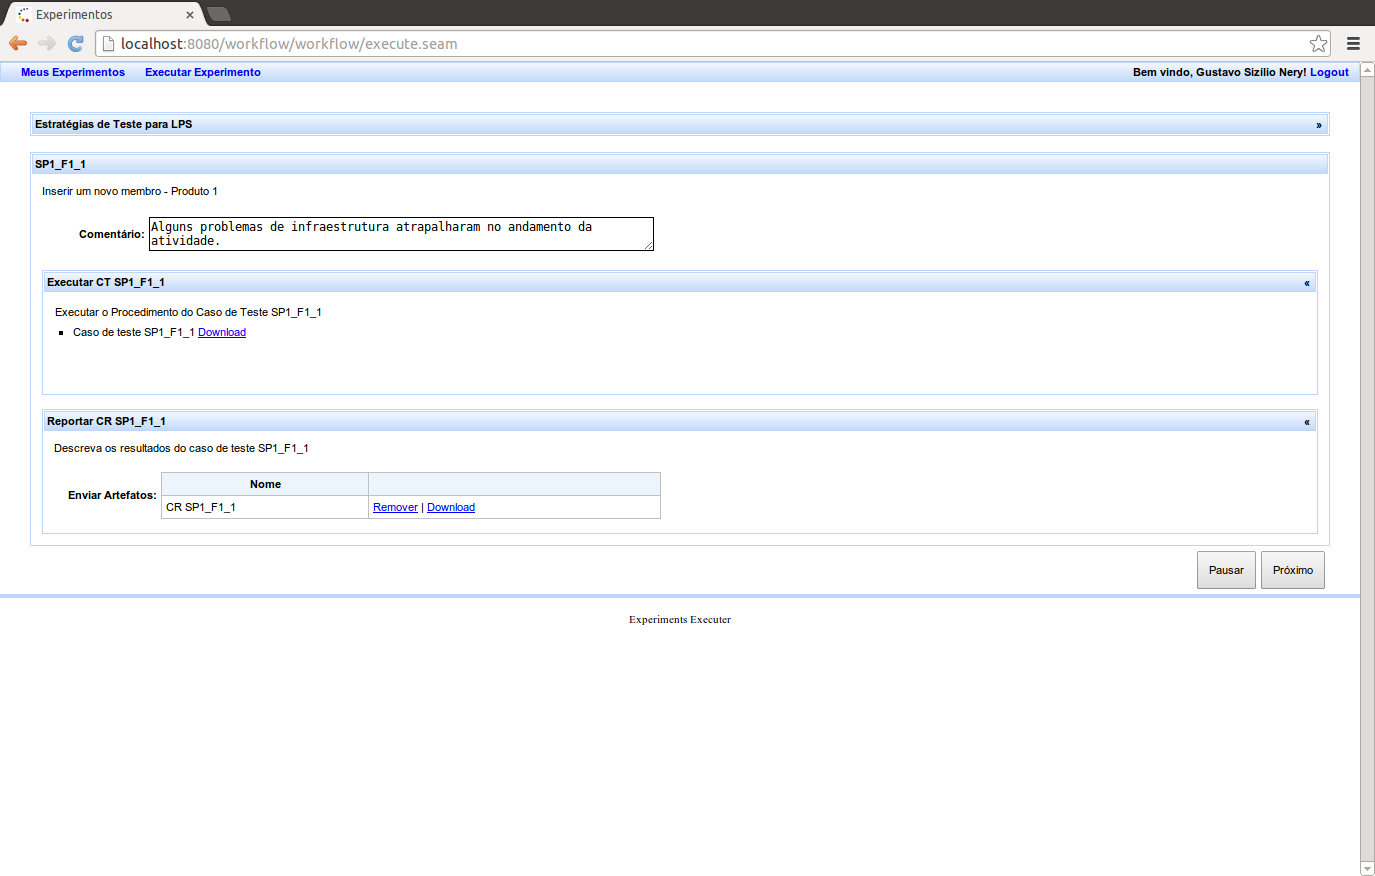 Experimentos
localhost:8080/workflow/workflow/execute.seam
Meus Experimentos Executar Experimento Bem vindo, Gustavo Sizílio Nery! Logout
Estratégias de Teste para LPS »
SP1_F1_1
Inserir um novo membro - Produto 1
Comentário: Alguns problemas de infraestrutura atrapalharam no andamento da
atividade.
Executar CT SP1_F1_1 «
Executar o Procedimento do Caso de Teste SP1_F1_1
Caso de teste SP1_F1_1 Download
Reportar CR SP1_F1_1 «
Descreva os resultados do caso de teste SP1_F1_1
Nome
Enviar Artefatos:
CR SP1_F1_1 Remover | Download
Pausar Próximo
Experiments Executer